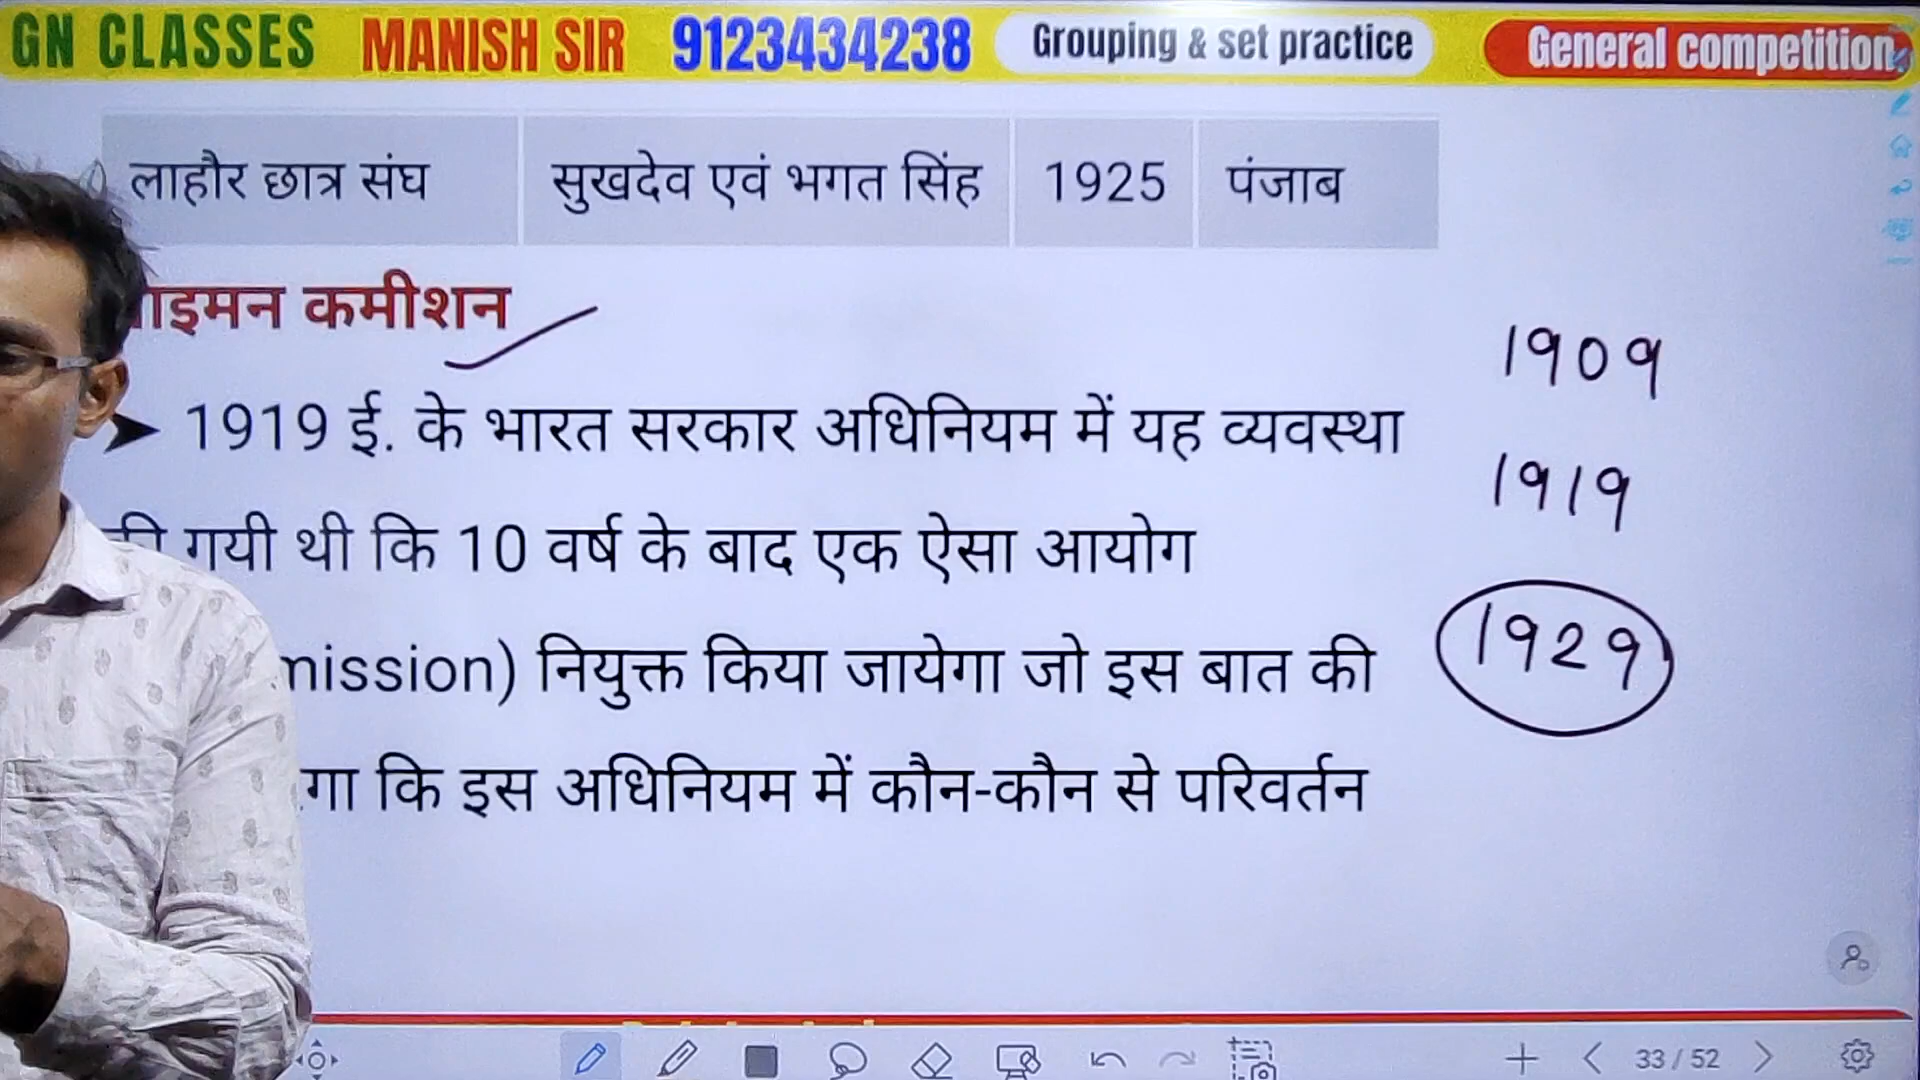 GN CLASSES MANISH SIR 9123434238 Grouping & set practice General competition
लाहौर छात्र संघ सुखदेव एवं भगत सिंह 1925 पंजाब
कमीशन
1909
1919 ई. के भारत सरकार अधिनियम में यह व्यवस्था
1919
गयी थी कि 10 वर्ष के बाद एक ऐसा आयोग
नियुक्त किया जायेगा जो इस बात की
1929
कि इस अधिनियम में कौन-कौन से परिवर्तन
33 / 52